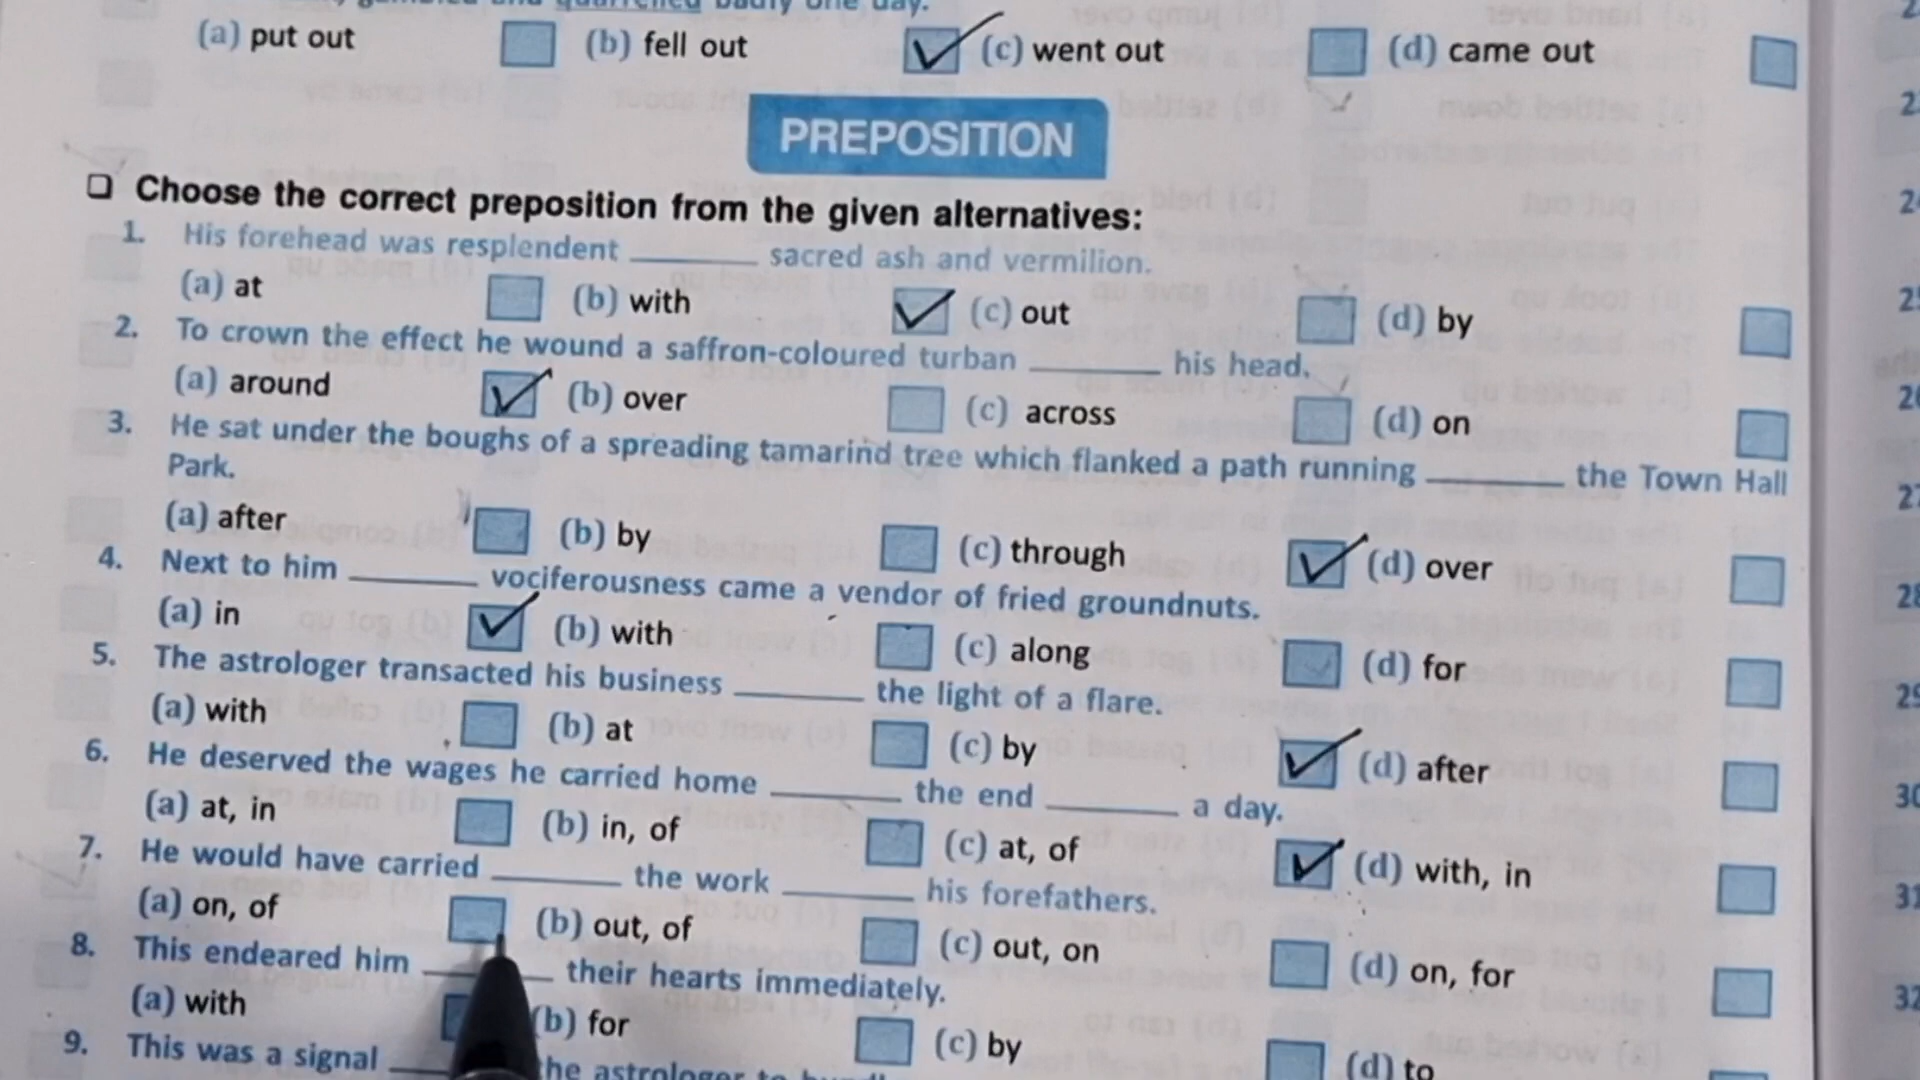 quarrelled badly one day.
(a) put out (b) fell out (c) went out (d) came out
PREPOSITION
Choose the correct preposition from the given alternatives:
1. His forehead was resplendent ______ sacred ash and vermilion.
(a) at (b) with (c) out (d) by
2. To crown the effect he wound a saffron-coloured turban ______ his head.
(a) around (b) over (c) across (d) on
3. He sat under the boughs of a spreading tamarind tree which flanked a path running ______ the Town Hall
Park.
(a) after (b) by (c) through (d) over
4. Next to him ______ vociferousness came a vendor of fried groundnuts.
(a) in (b) with (c) along (d) for
5. The astrologer transacted his business ______ the light of a flare.
(a) with (b) at (c) by (d) after
6. He deserved the wages he carried home ______ the end ______ a day.
(a) at, in (b) in, of (c) at, of (d) with, in
7. He would have carried ______ the work ______ his forefathers.
(a) on, of (b) out, of (c) out, on (d) on, for
8. This endeared him ______ their hearts immediately.
(a) with (b) for (c) by (d) to
9. This was a signal ______ astrologer to